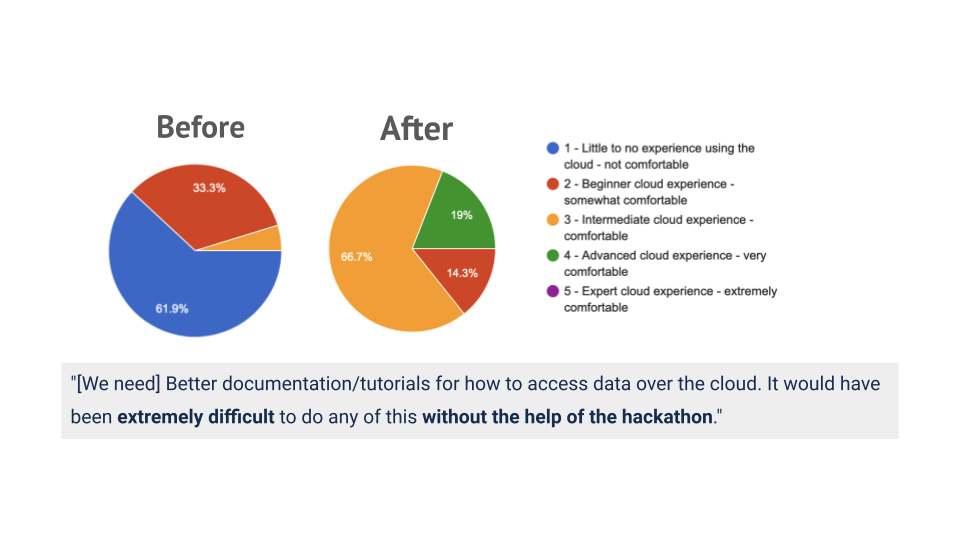 Before
After
33.3%
61.9%
19%
66.7%
14.3%
1 - Little to no experience using the
cloud - not comfortable
2 - Beginner cloud experience -
somewhat comfortable
3 - Intermediate cloud experience -
comfortable
4 - Advanced cloud experience - very
comfortable
5 - Expert cloud experience - extremely
comfortable
"[We need] Better documentation/tutorials for how to access data over the cloud. It would have
been extremely difficult to do any of this without the help of the hackathon."